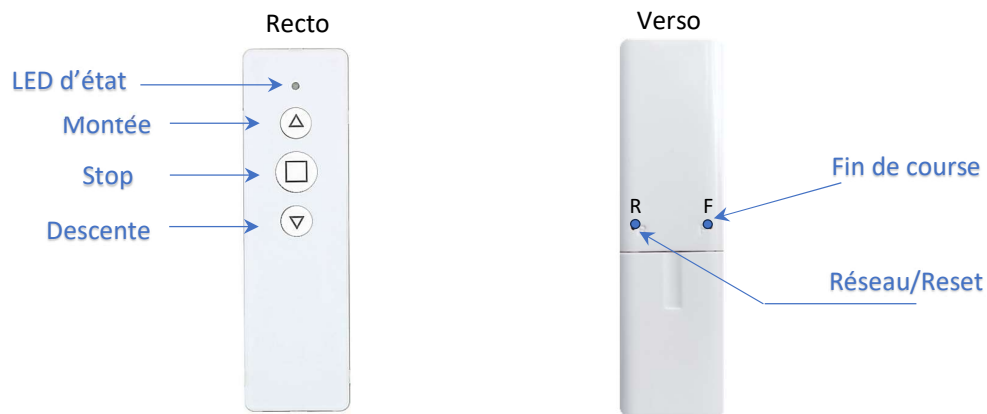 Recto
LED d’état
Montée
Stop
Descente
Verso
Fin de course
R
F
Réseau/Reset